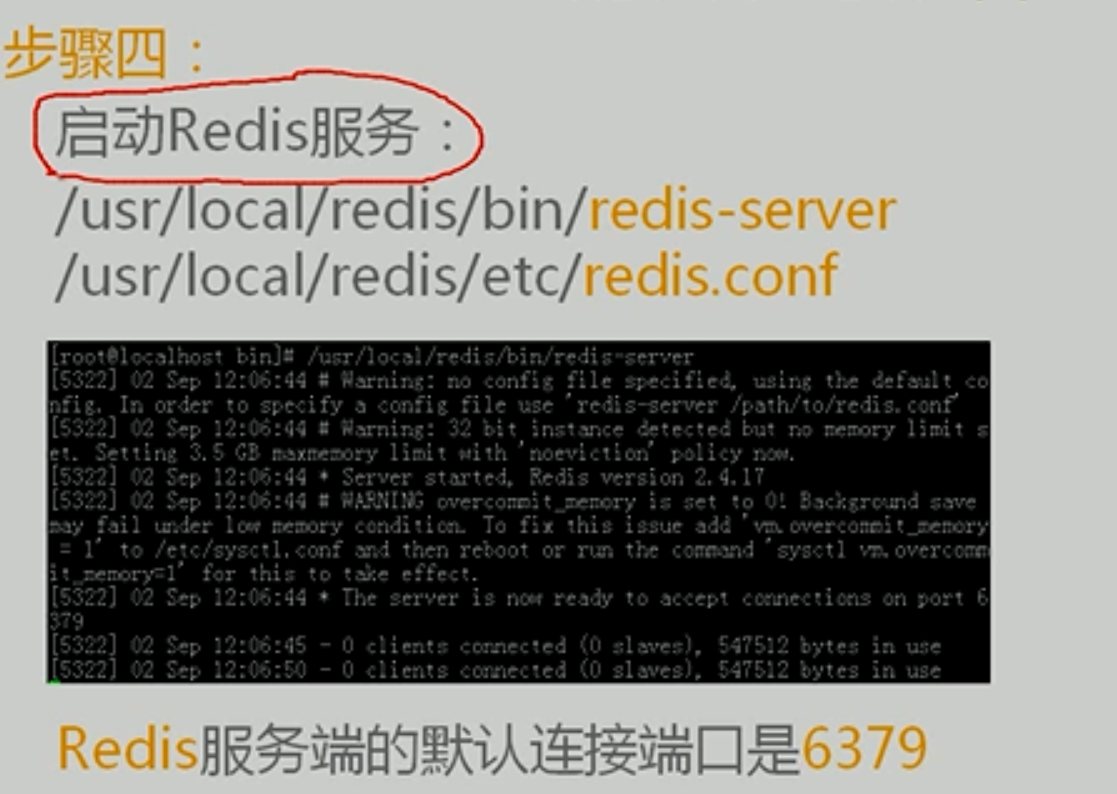 步骤四：
启动Redis服务：
/usr/local/redis/bin/redis-server
/usr/local/redis/etc/redis.conf
[root@localhost bin]# /usr/local/redis/bin/redis-server
[5322] 02 Sep 12:06:44 # Warning: no config file specified, using the default co
nfig. In order to specify a config file use 'redis-server /path/to/redis.conf'
[5322] 02 Sep 12:06:44 # Warning: 32 bit instance detected but no memory limit s
et. Setting 3.5 GB maxmemory limit with 'noeviction' policy now.
[5322] 02 Sep 12:06:44 * Server started, Redis version 2.4.17
[5322] 02 Sep 12:06:44 # WARNING overcommit_memory is set to 0! Background save
may fail under low memory condition. To fix this issue add 'vm.overcommit_memory
= 1' to /etc/sysctl.conf and then reboot or run the command 'sysctl vm.overcomm
it_memory=1' for this to take effect.
[5322] 02 Sep 12:06:44 * The server is now ready to accept connections on port 6
379
[5322] 02 Sep 12:06:45 - 0 clients connected (0 slaves), 547512 bytes in use
[5322] 02 Sep 12:06:50 - 0 clients connected (0 slaves), 547512 bytes in use
Redis服务端的默认连接端口是6379